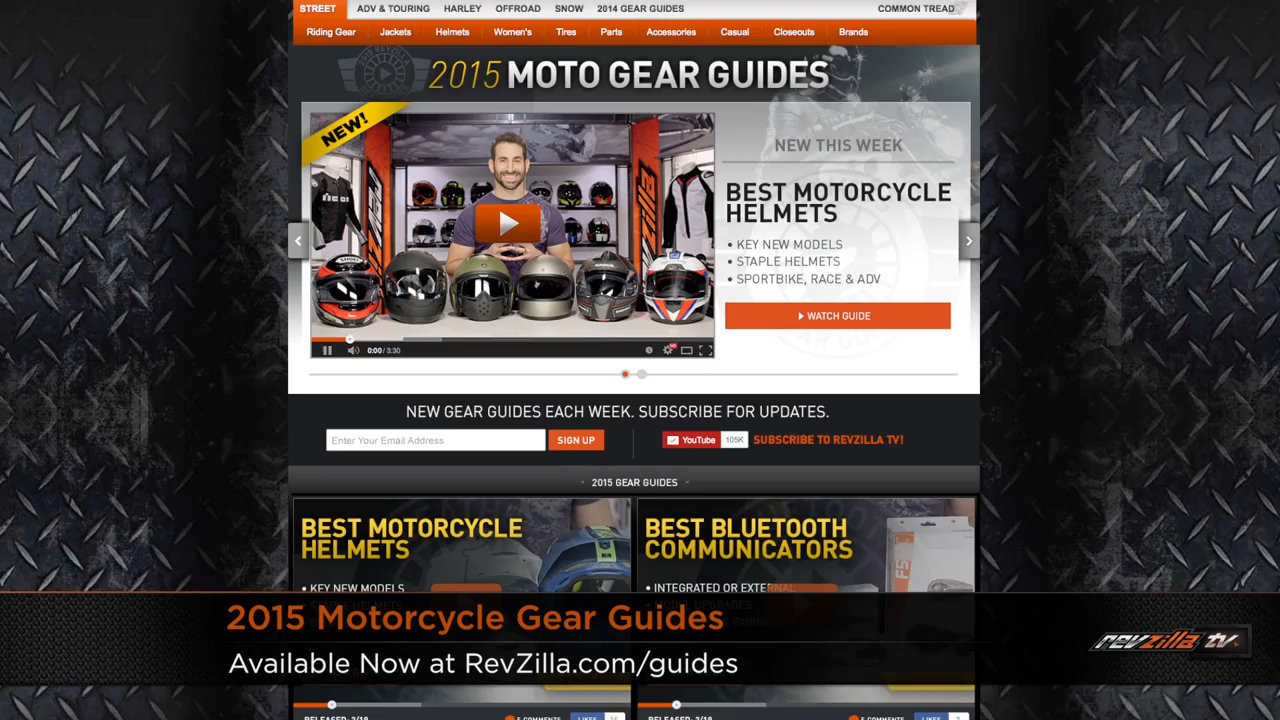 STREET ADV & TOURING HARLEY OFFROAD SNOW 2014 GEAR GUIDES COMMON TREAD
Riding Gear Jackets Helmets Women's Tires Parts Accessories Casual Closeouts Brands
2015 MOTO GEAR GUIDES
NEW!
NEW THIS WEEK
BEST MOTORCYCLE
HELMETS
• KEY NEW MODELS
• STAPLE HELMETS
• SPORTBIKE, RACE & ADV
WATCH GUIDE
SHOEI
0:00 / 3:30
NEW GEAR GUIDES EACH WEEK. SUBSCRIBE FOR UPDATES.
Enter Your Email Address SIGN UP YouTube 105K SUBSCRIBE TO REVZILLA TV!
2015 GEAR GUIDES
BEST MOTORCYCLE
HELMETS
• KEY NEW MODELS
BEST BLUETOOTH
COMMUNICATORS
• INTEGRATED OR EXTERNAL
F5
2015 Motorcycle Gear Guides
Available Now at RevZilla.com/guides
revzilla tv